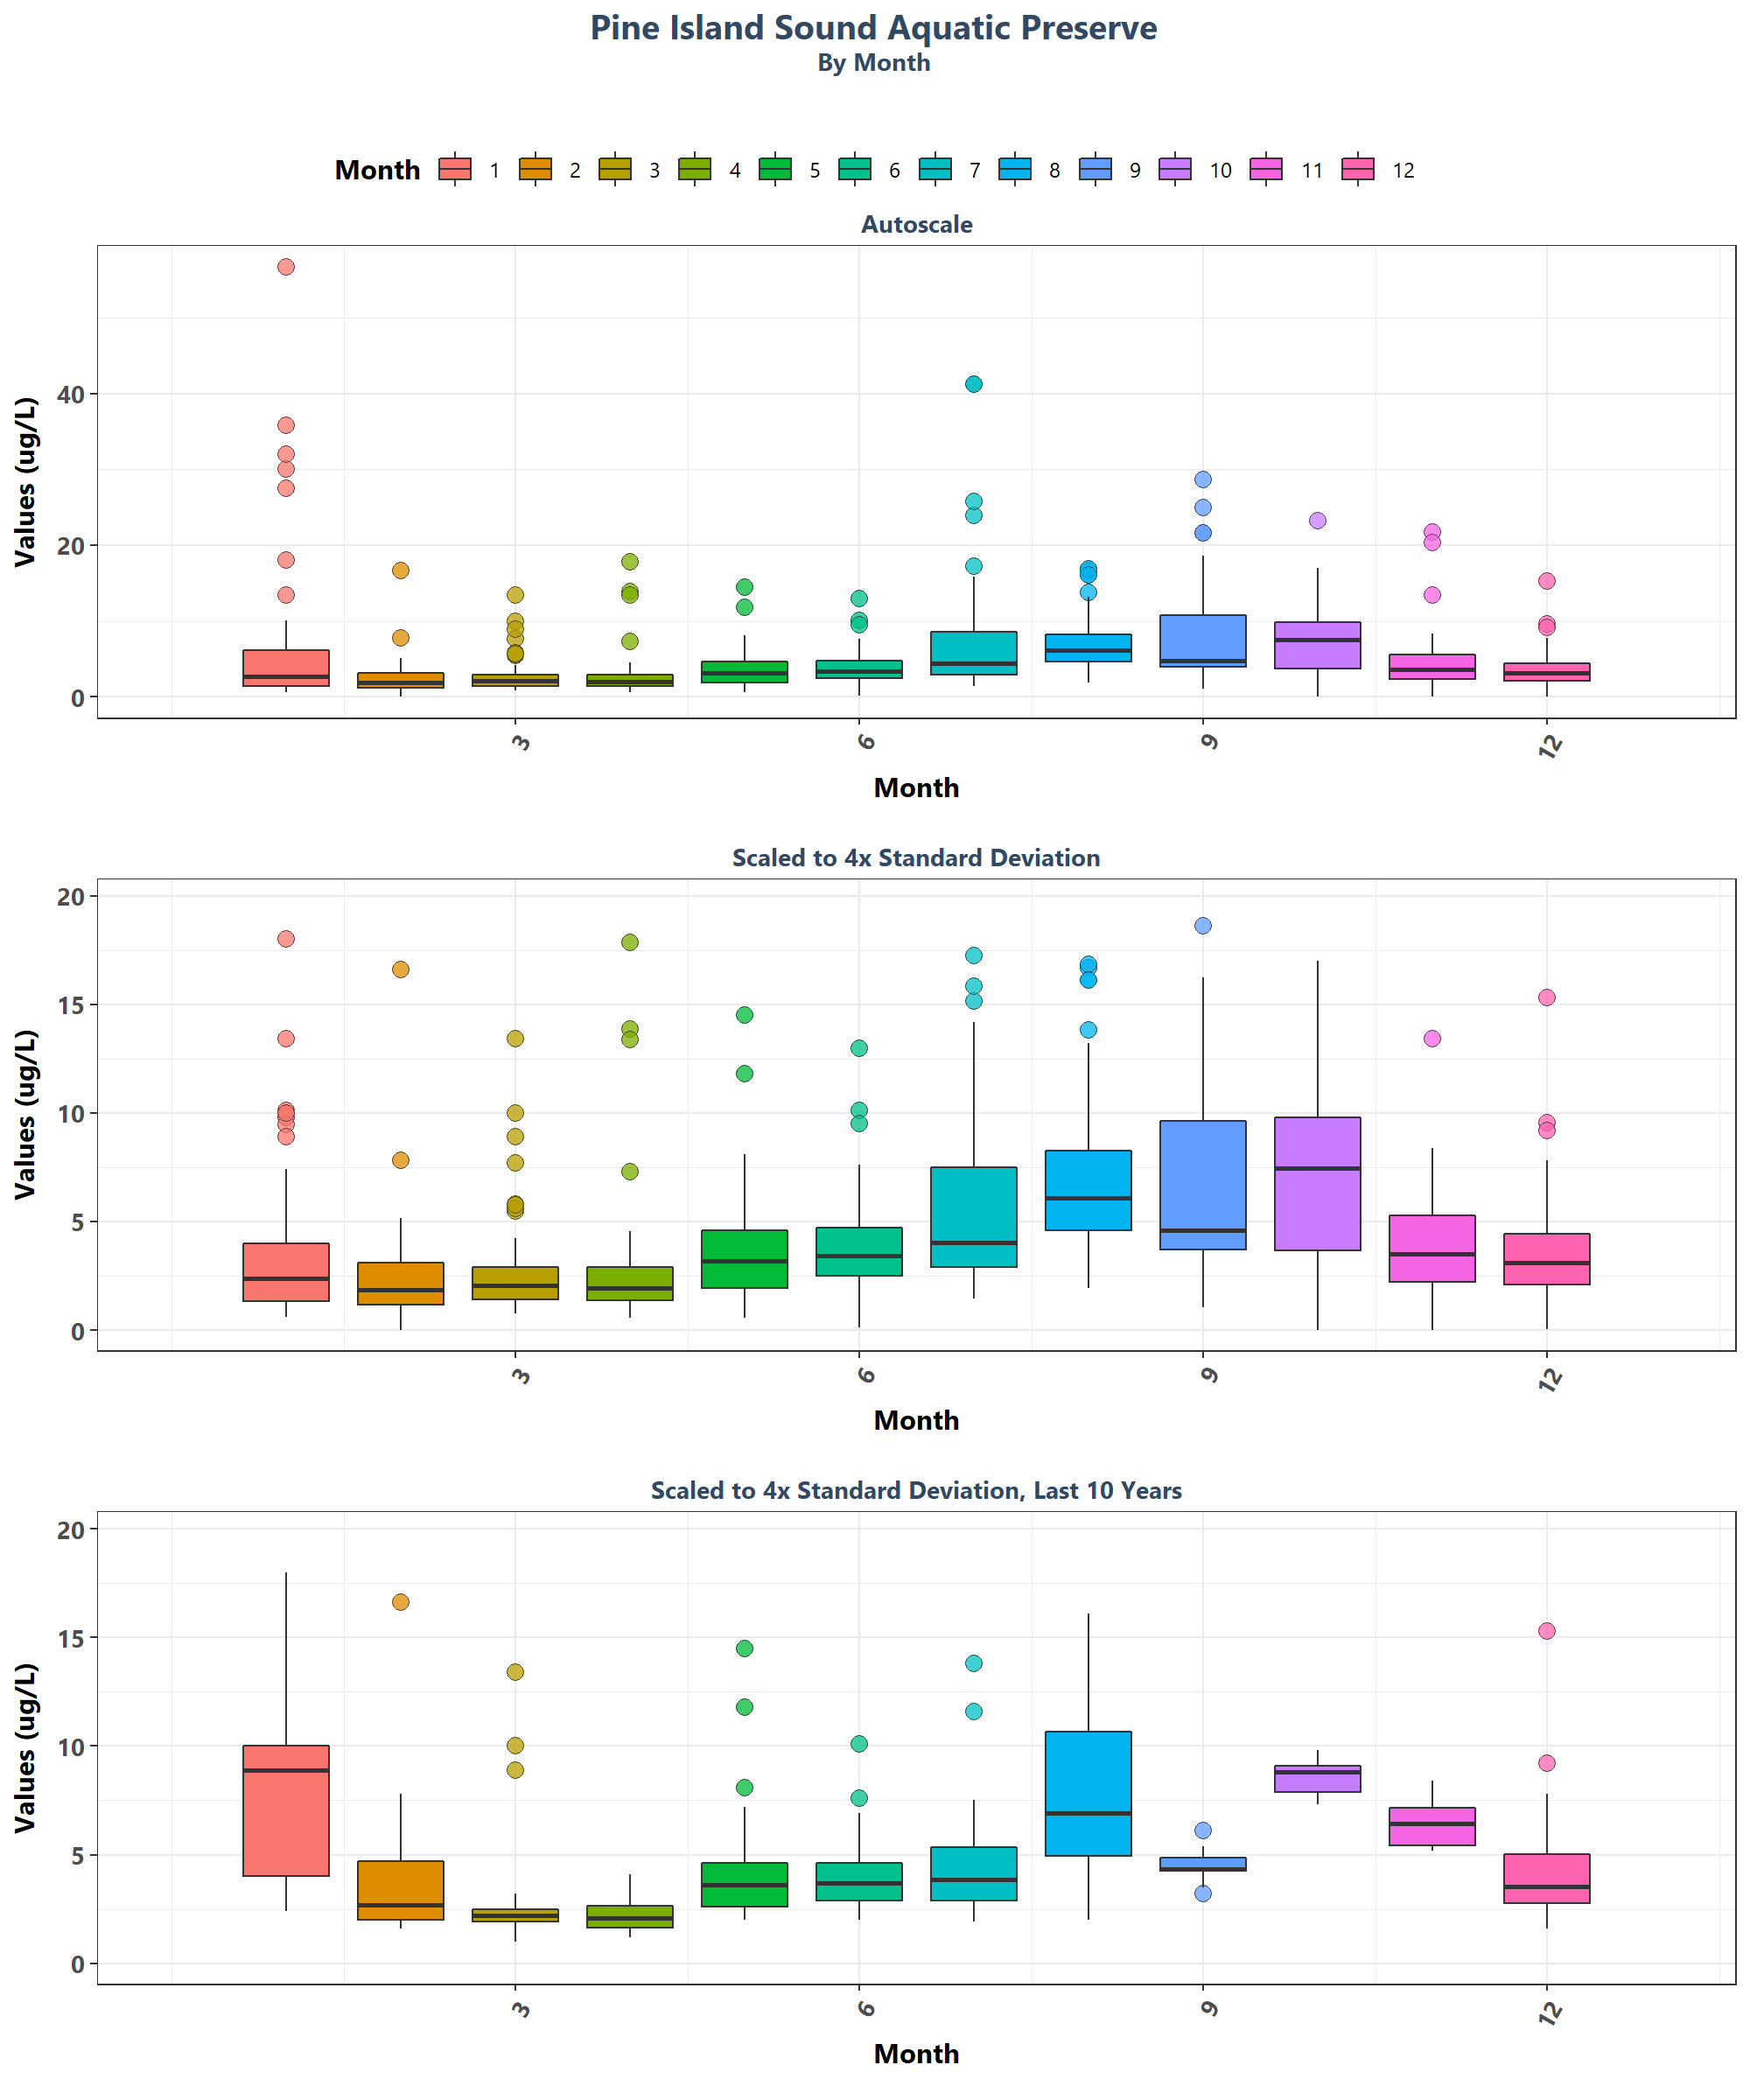 Pine Island Sound Aquatic Preserve
By Month
Month 1 2 3 4 5 6 7 8 9 10 11 12
Autoscale
Values (ug/L)
40
20
0
3 6 9 12
Month
Scaled to 4x Standard Deviation
Values (ug/L)
20
15
10
5
0
3 6 9 12
Month
Scaled to 4x Standard Deviation, Last 10 Years
Values (ug/L)
20
15
10
5
0
3 6 9 12
Month